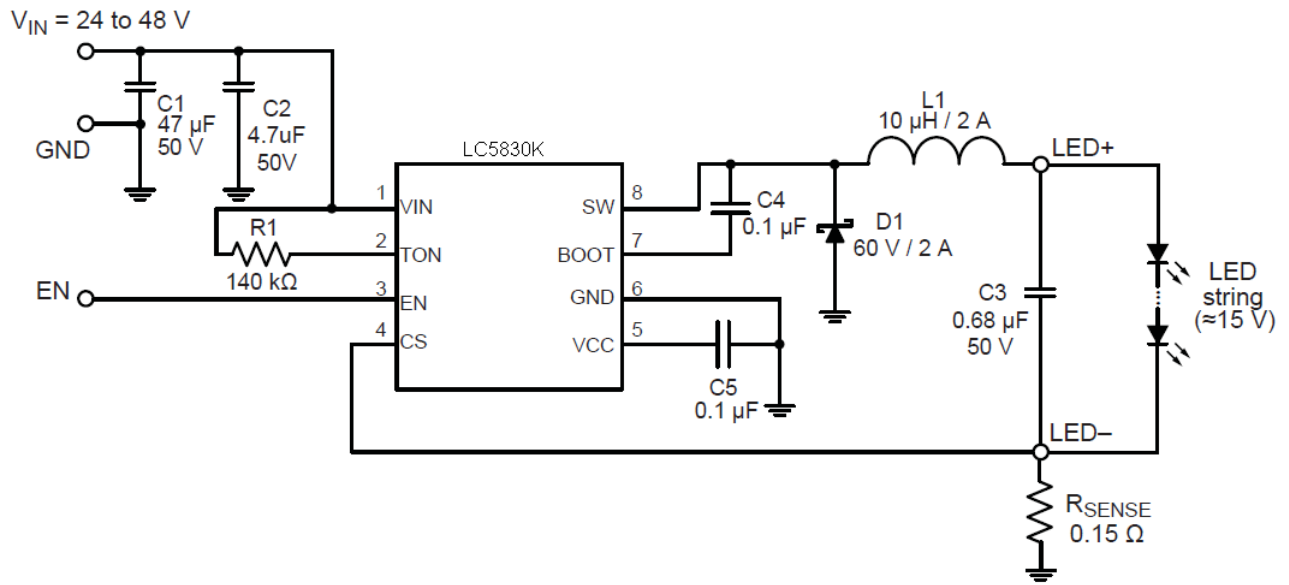 V_IN = 24 to 48 V
C1
47 µF
50 V
C2
4.7uF
50V
GND
LC5830K
1
VIN
R1
140 kΩ
2
TON
EN
3
EN
4
CS
SW
8
BOOT
7
GND
6
VCC
5
C4
0.1 µF
D1
60 V / 2 A
L1
10 µH / 2 A
LED+
C3
0.68 µF
50 V
LED
string
(≈15 V)
C5
0.1 µF
LED–
R_SENSE
0.15 Ω